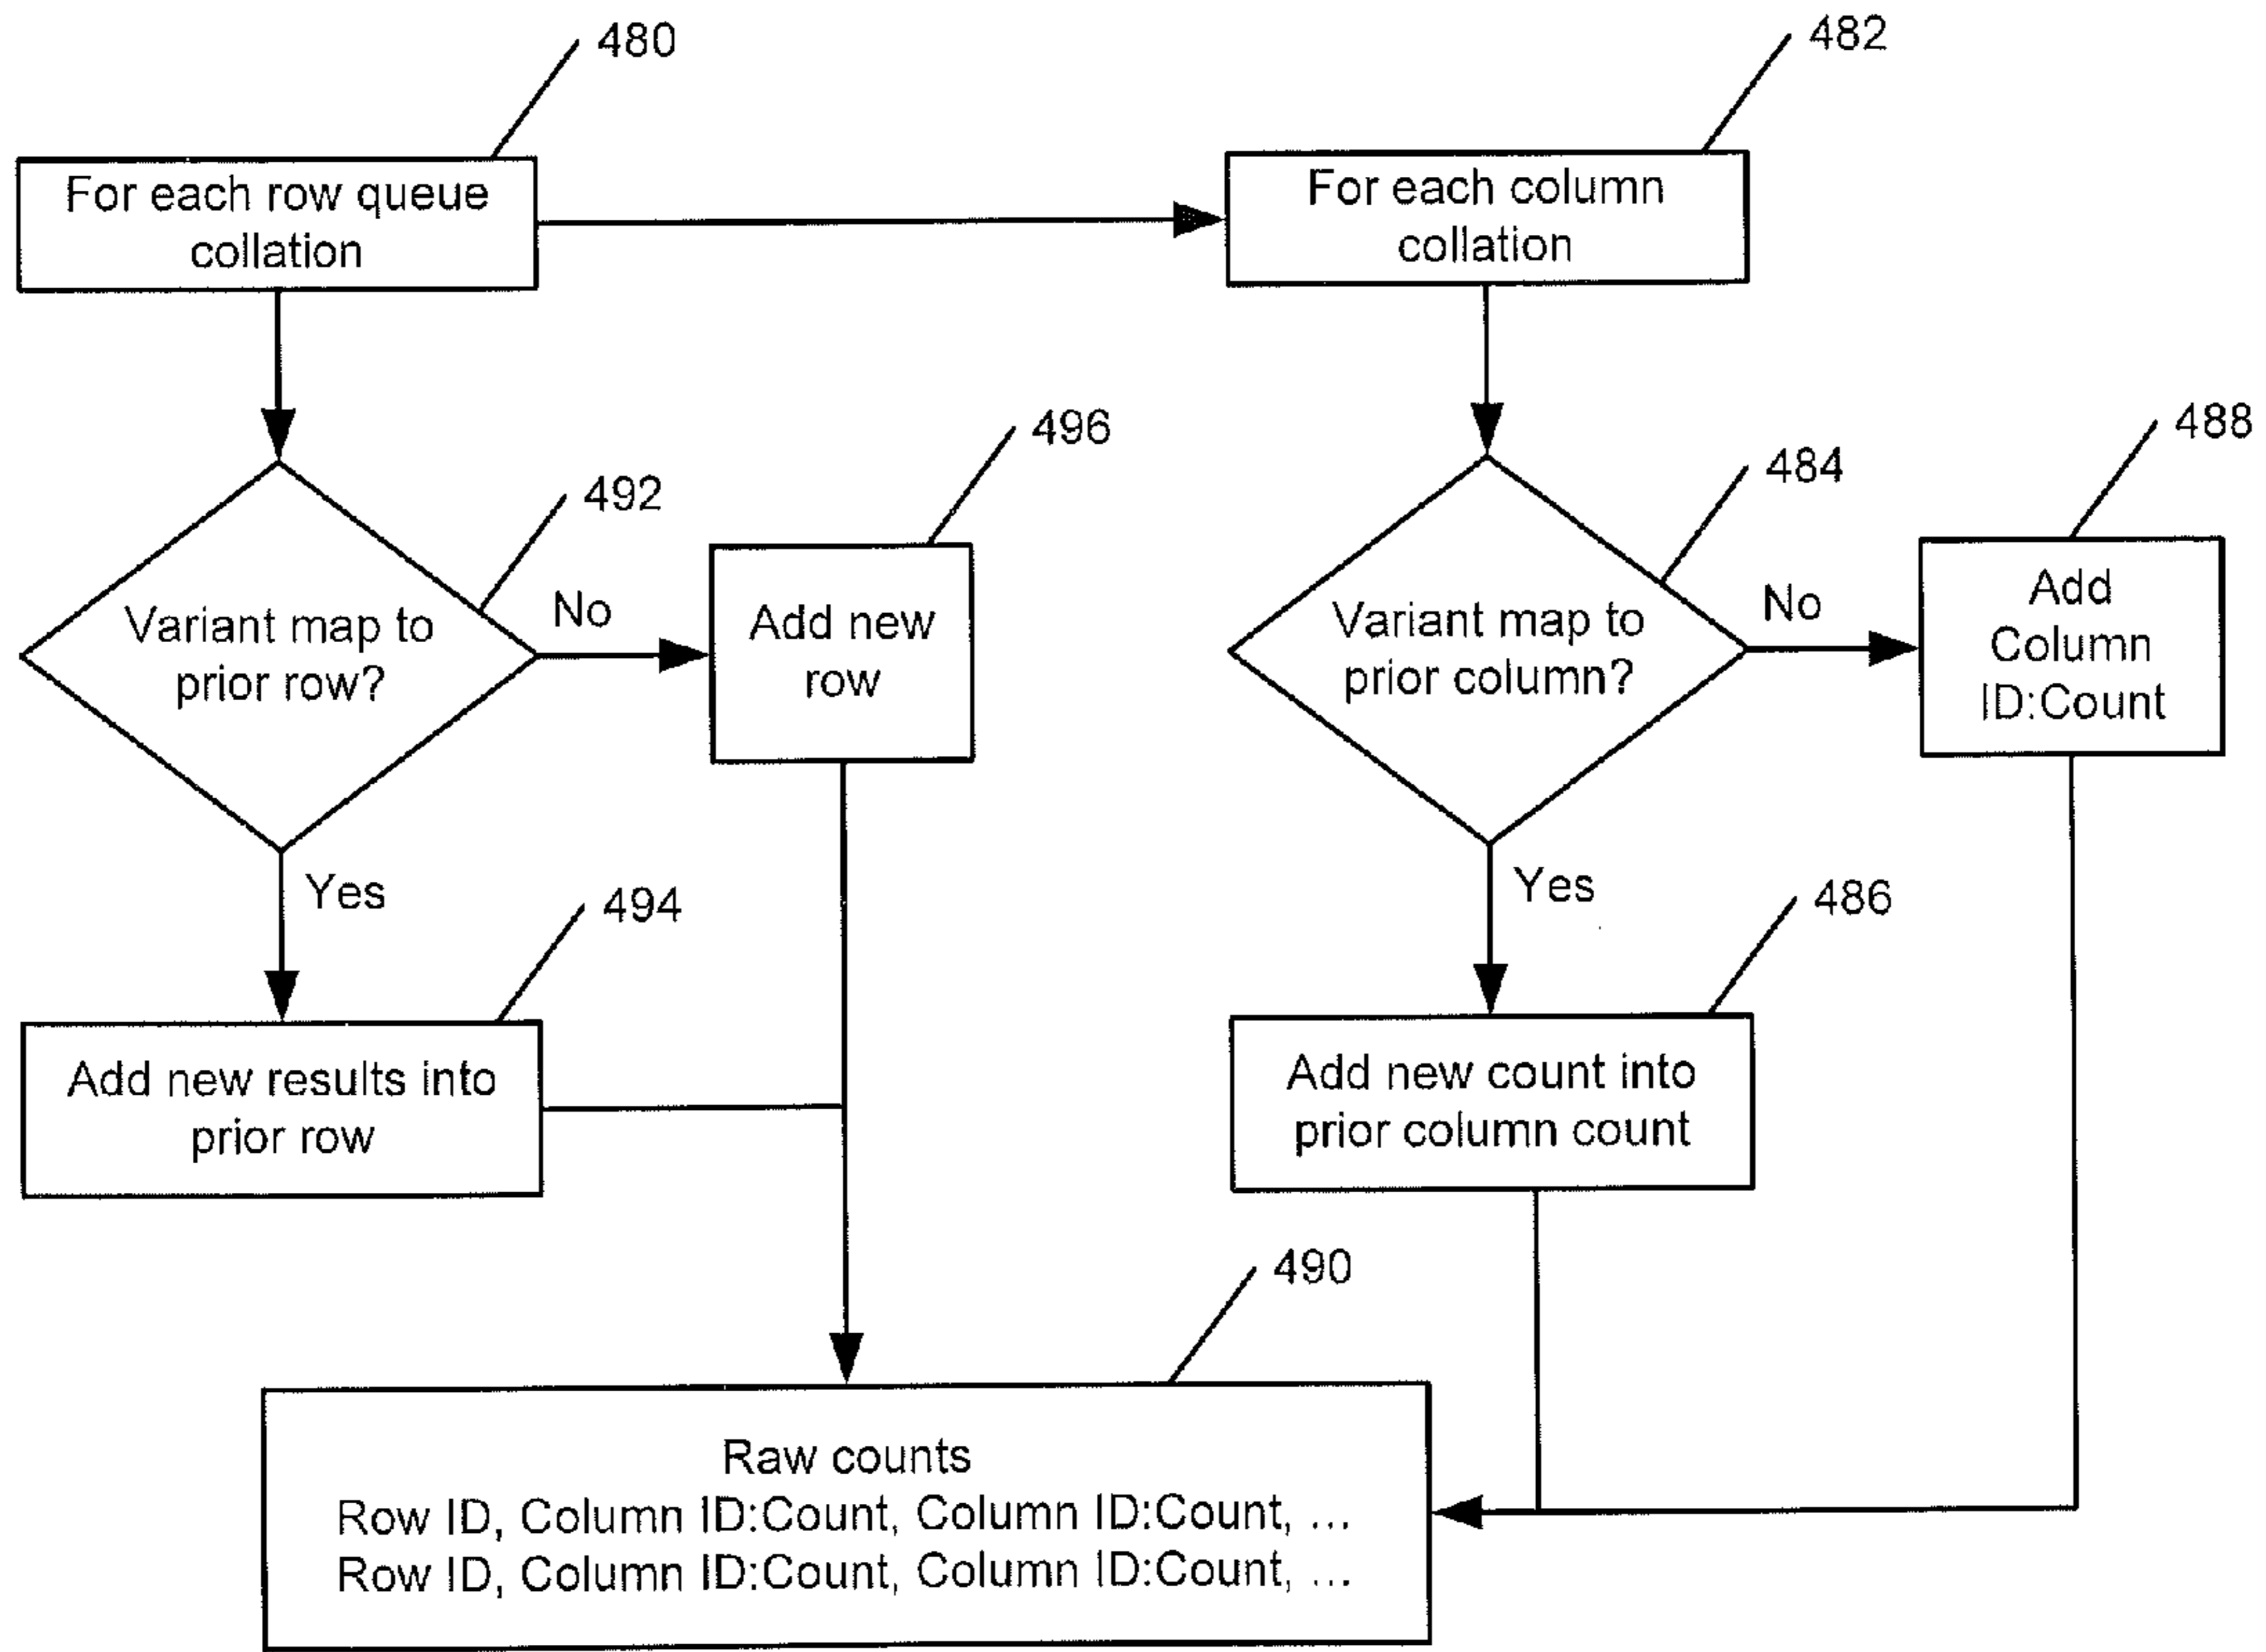 480
482
For each row queue
collation
For each column
collation
496
488
492
484
No
Add new
row
Variant map to
prior row?
No
Add
Column
ID:Count
Variant map to
prior column?
Yes
494
Yes
486
Add new results into
prior row
Add new count into
prior column count
490
Raw counts
Row ID, Column ID:Count, Column ID:Count, ...
Row ID, Column ID:Count, Column ID:Count, ...